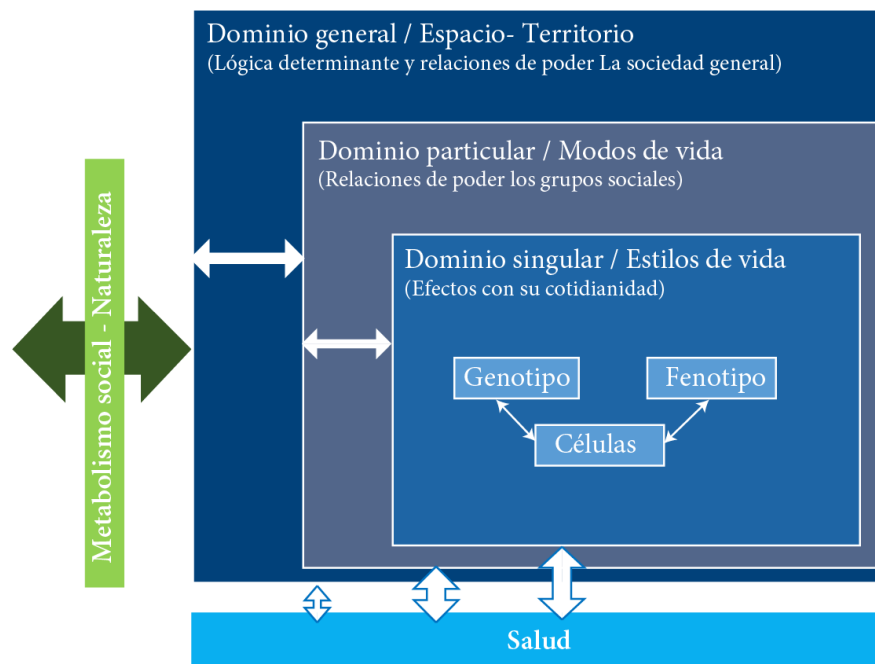 Dominio general / Espacio- Territorio
(Lógica determinante y relaciones de poder La sociedad general)
Dominio particular / Modos de vida
(Relaciones de poder los grupos sociales)
Metabolismo social - Naturaleza
Dominio singular / Estilos de vida
(Efectos con su cotidianidad)
Genotipo
Fenotipo
Células
Salud